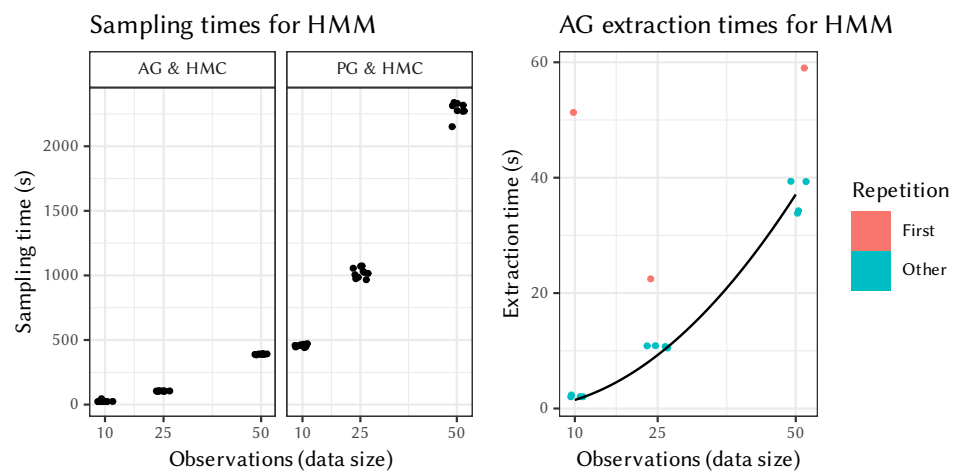 Sampling times for HMM
AG & HMC
PG & HMC
Sampling time (s)
2000
1500
1000
500
0
10
25
50
10
25
50
Observations (data size)
AG extraction times for HMM
Extraction time (s)
60
40
20
0
10
25
50
Observations (data size)
Repetition
First
Other